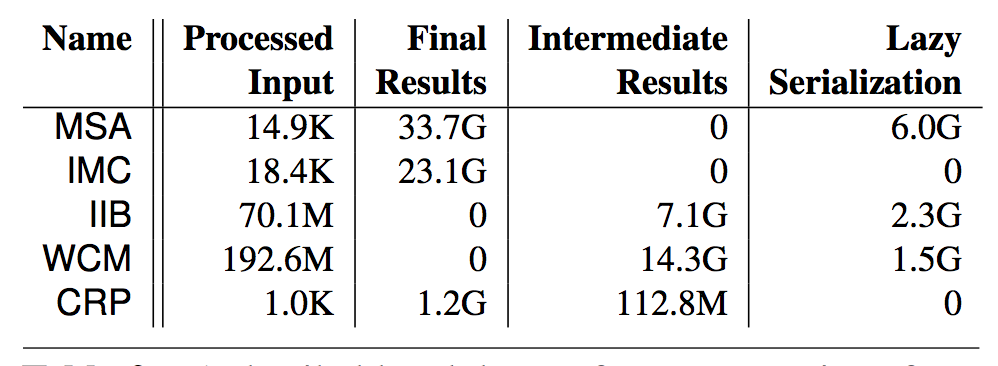 Name Processed Input Final Results Intermediate Results Lazy Serialization
MSA 14.9K 33.7G 0 6.0G
IMC 18.4K 23.1G 0 0
IIB 70.1M 0 7.1G 2.3G
WCM 192.6M 0 14.3G 1.5G
CRP 1.0K 1.2G 112.8M 0